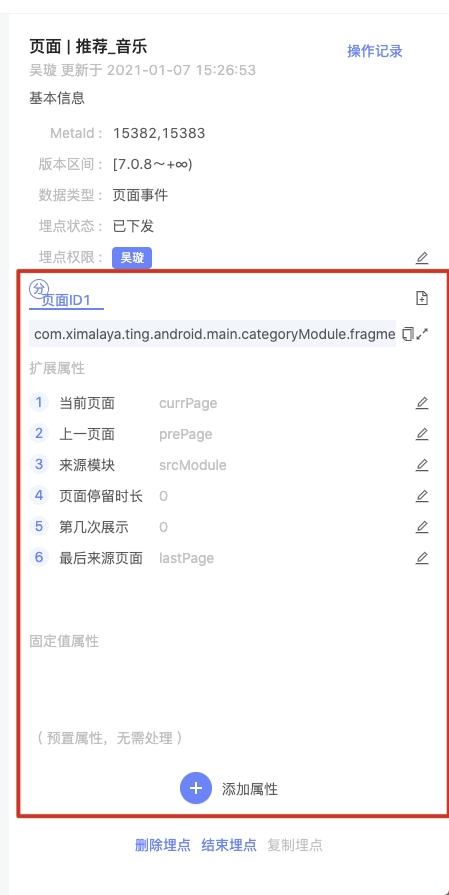 页面 | 推荐_音乐
操作记录
吴璇 更新于 2021-01-07 15:26:53
基本信息
MetaId : 15382,15383
版本区间 : [7.0.8～+∞)
数据类型 : 页面事件
埋点状态 : 已下发
埋点权限 : 吴璇
分
页面ID1
com.ximalaya.ting.android.main.categoryModule.fragme
扩展属性
1 当前页面 currPage
2 上一页面 prePage
3 来源模块 srcModule
4 页面停留时长 0
5 第几次展示 0
6 最后来源页面 lastPage
固定值属性
（ 预置属性，无需处理 ）
添加属性
删除埋点 结束埋点 复制埋点